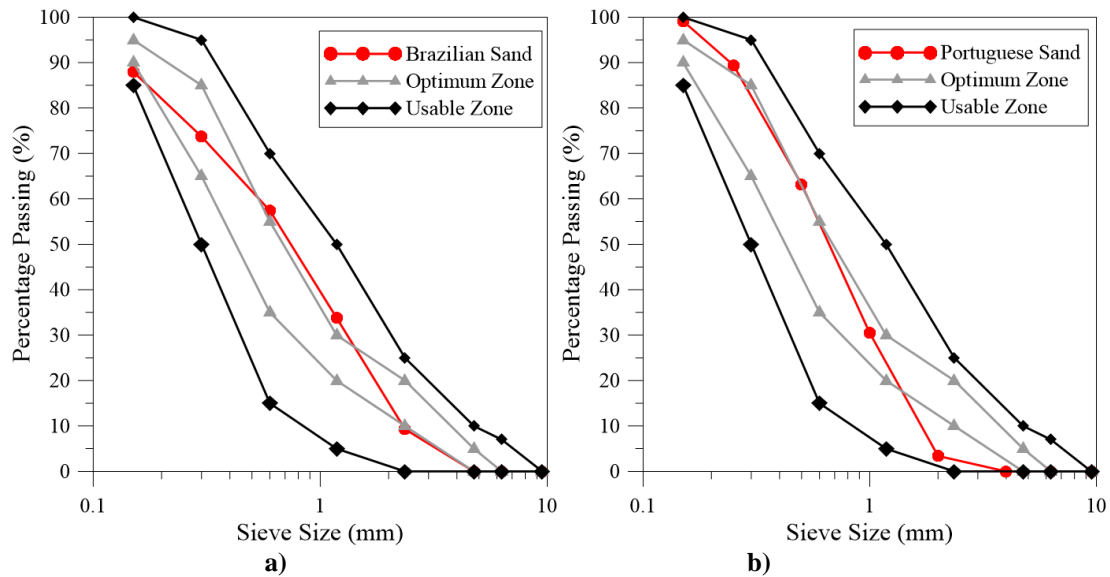 100
90
80
70
60
50
40
30
20
10
0
Percentage Passing (%)
Brazilian Sand
Optimum Zone
Usable Zone
0.1 1 10
Sieve Size (mm)
a)
100
90
80
70
60
50
40
30
20
10
0
Percentage Passing (%)
Portuguese Sand
Optimum Zone
Usable Zone
0.1 1 10
Sieve Size (mm)
b)